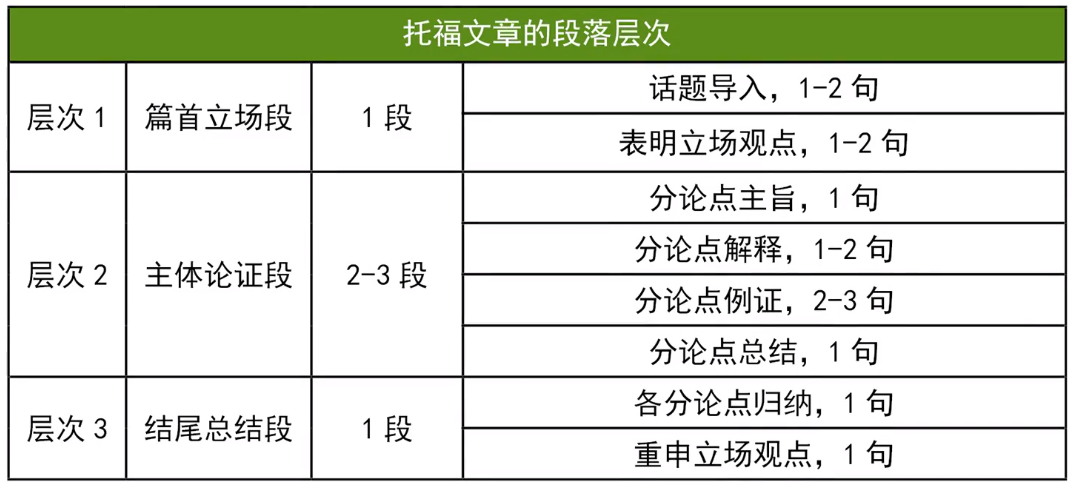 托福文章的段落层次
层次 1
篇首立场段
1 段
话题导入，1-2 句
表明立场观点，1-2 句
层次 2
主体论证段
2-3 段
分论点主旨，1 句
分论点解释，1-2 句
分论点例证，2-3 句
分论点总结，1 句
层次 3
结尾总结段
1 段
各分论点归纳，1 句
重申立场观点，1 句